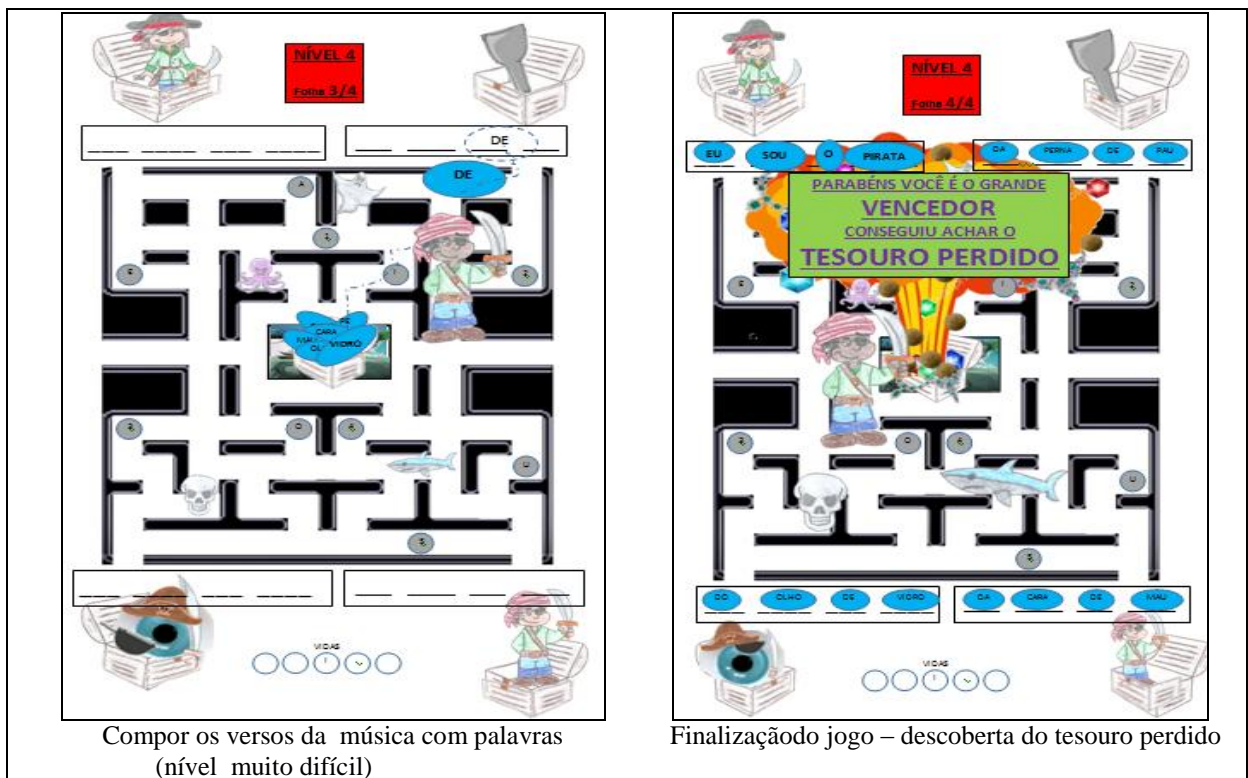 NÍVEL 4
Folha 3/4
DE
DE
CARA
VIDRO
VIDAS
Compor os versos da música com palavras
(nível muito difícil)
NÍVEL 4
Folha 4/4
EU SOU O PIRATA
DA PERNA DE PAU
PARABÉNS VOCÊ É O GRANDE
VENCEDOR
CONSEGUIU ACHAR O
TESOURO PERDIDO
DO OLHO DE VIDRO
DA CARA DE MAU
VIDAS
Finalizaçãodo jogo – descoberta do tesouro perdido